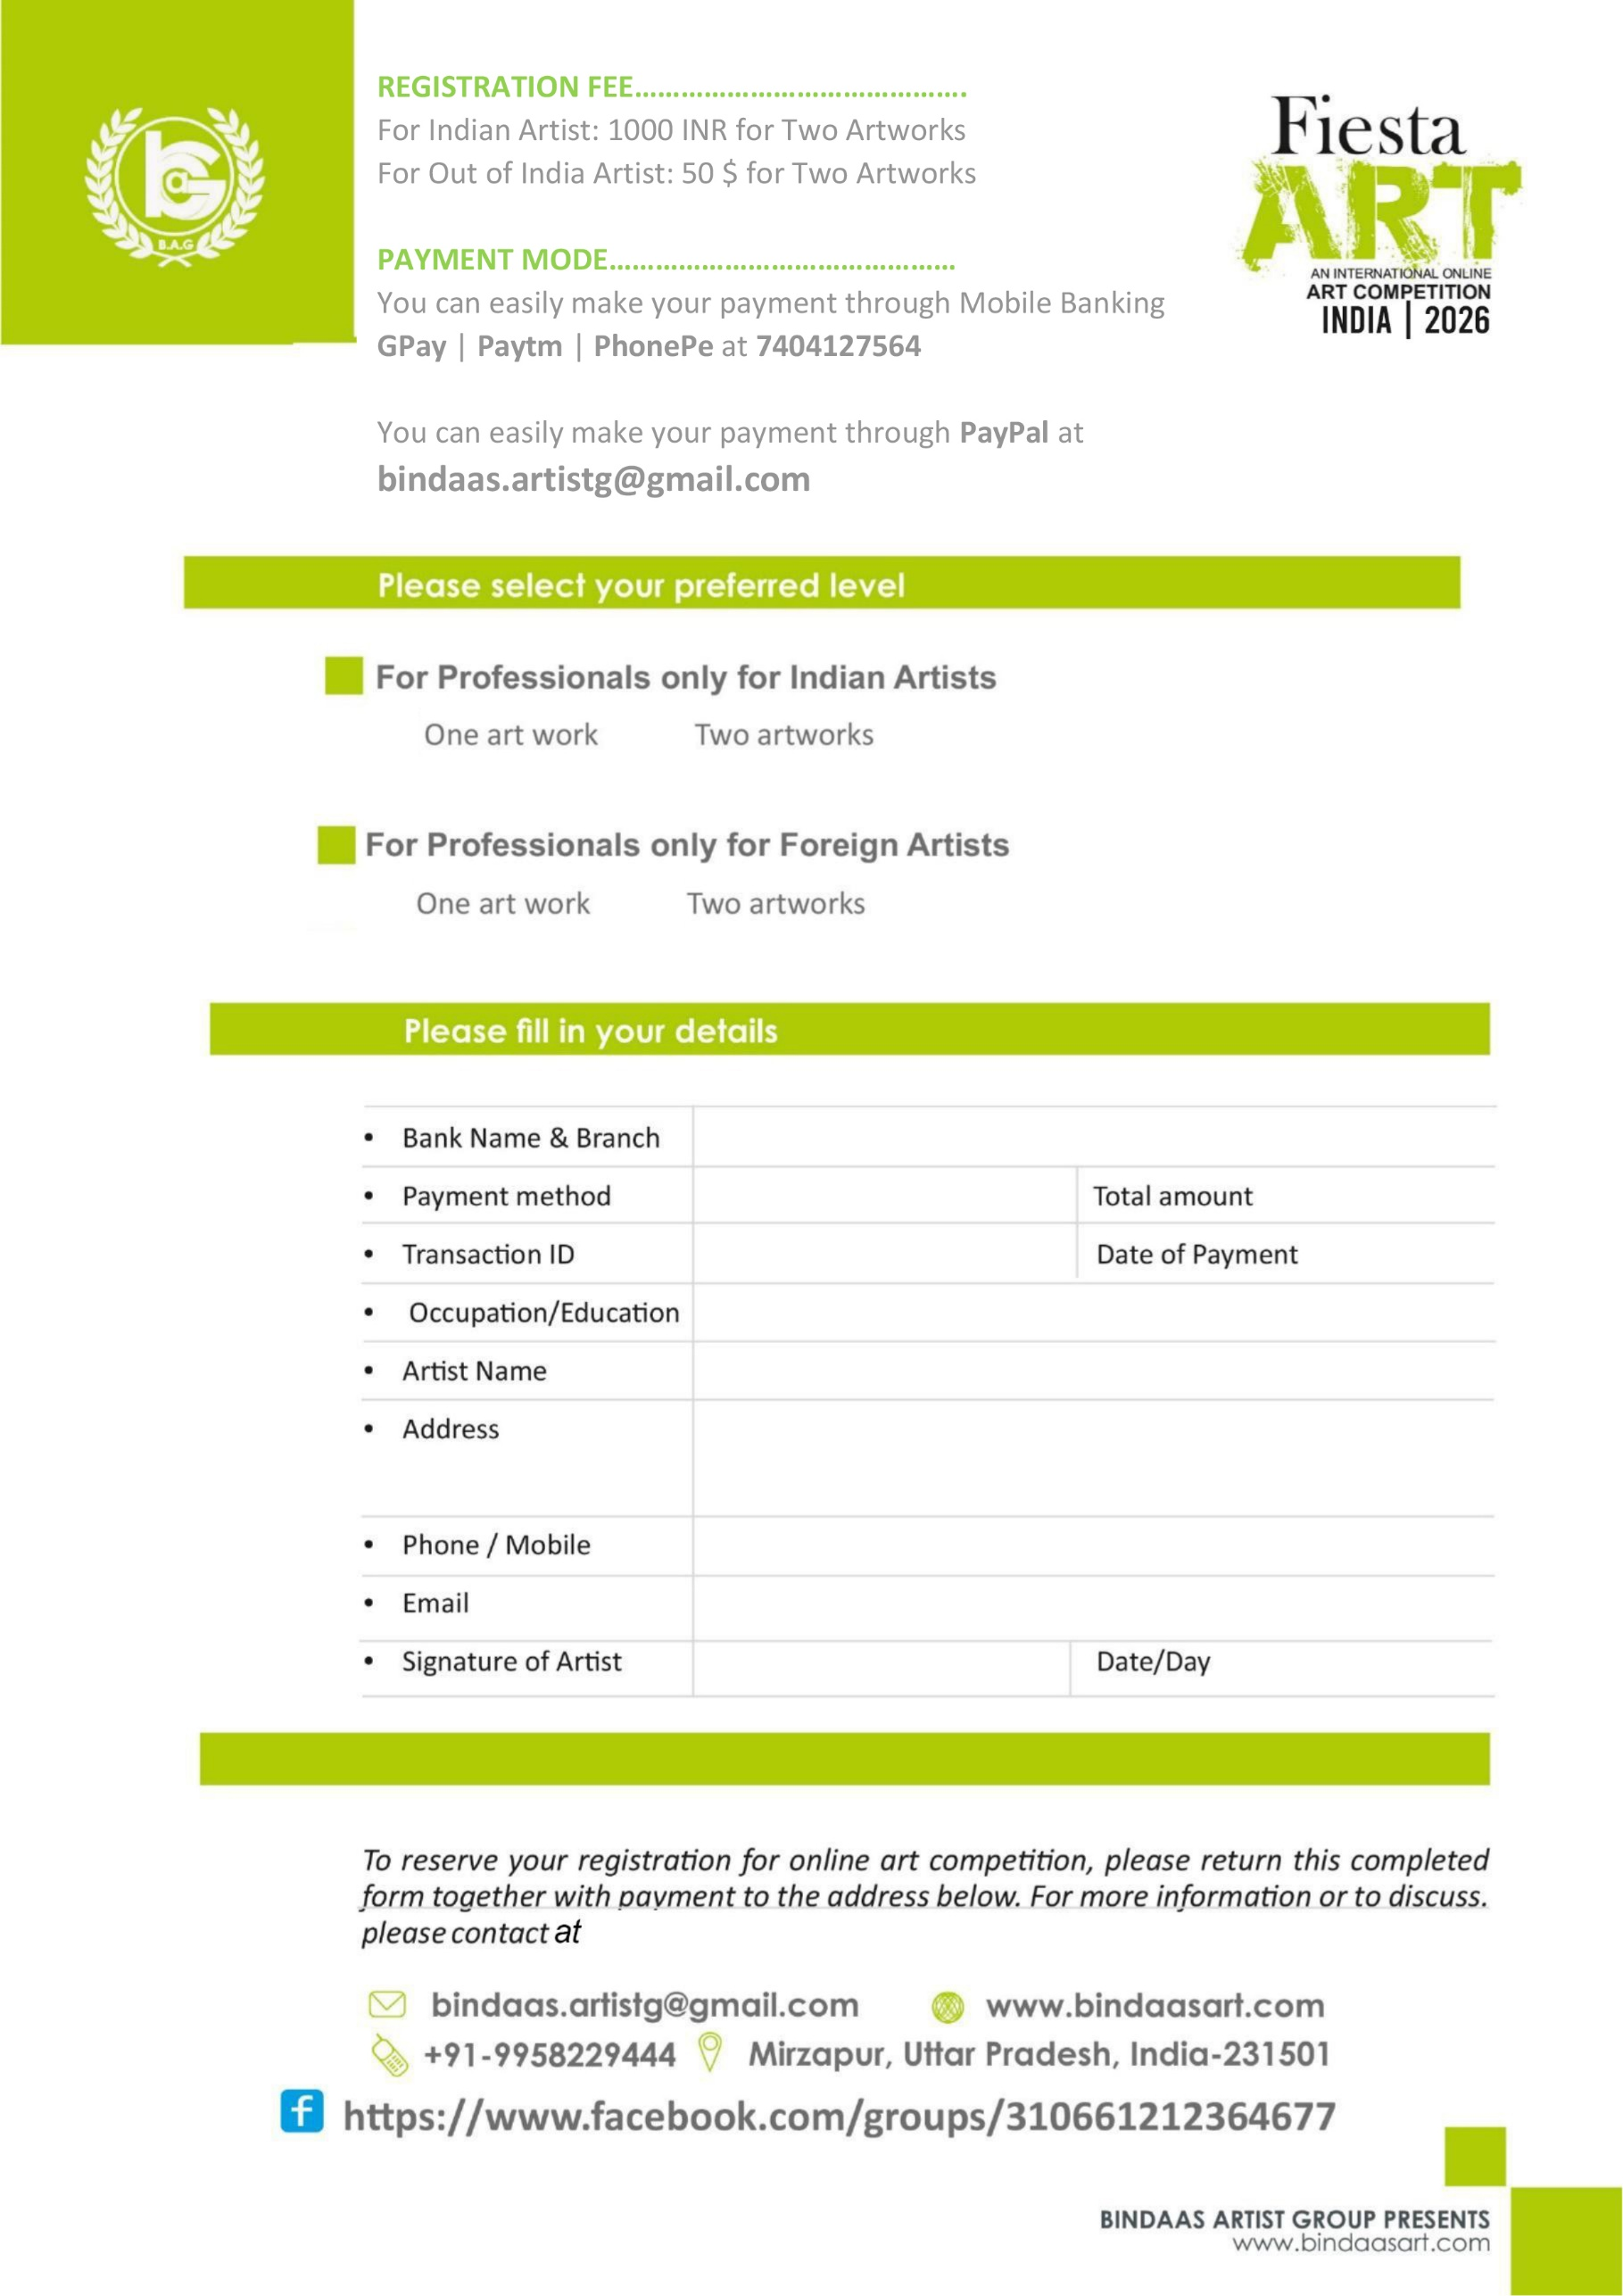 REGISTRATION FEE...........................................
For Indian Artist: 1000 INR for Two Artworks
For Out of India Artist: 50 $ for Two Artworks
PAYMENT MODE.............................................
You can easily make your payment through Mobile Banking
GPay | Paytm | PhonePe at 7404127564
You can easily make your payment through PayPal at
bindaas.artistg@gmail.com
baG
B.A.G
Fiesta
ART
AN INTERNATIONAL ONLINE
ART COMPETITION
INDIA | 2026
Please select your preferred level
For Professionals only for Indian Artists
One art work Two artworks
For Professionals only for Foreign Artists
One art work Two artworks
Please fill in your details
• Bank Name & Branch
• Payment method Total amount
• Transaction ID Date of Payment
• Occupation/Education
• Artist Name
• Address
• Phone / Mobile
• Email
• Signature of Artist Date/Day
To reserve your registration for online art competition, please return this completed
form together with payment to the address below. For more information or to discuss.
please contact at
bindaas.artistg@gmail.com www.bindaasart.com
+91-9958229444 Mirzapur, Uttar Pradesh, India-231501
f https://www.facebook.com/groups/310661212364677
BINDAAS ARTIST GROUP PRESENTS
www.bindaasart.com